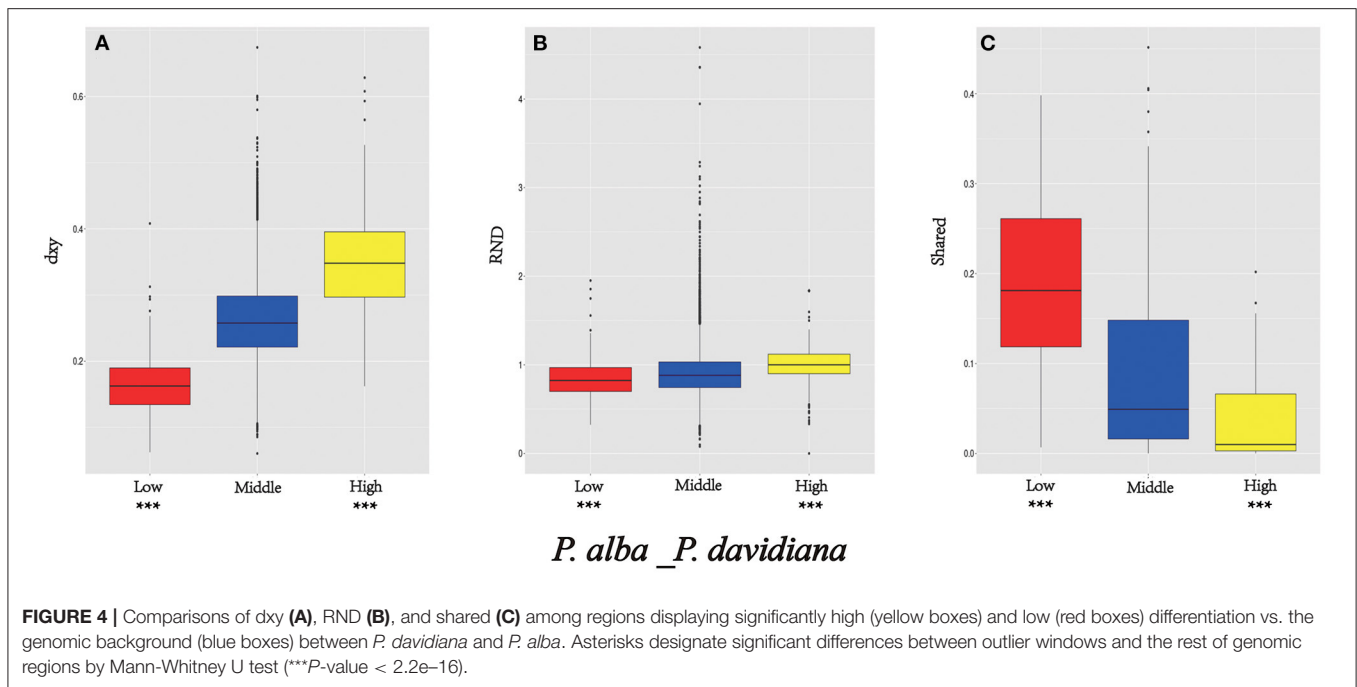 A
0.6
0.4
0.2
dxy
Low
Middle
High
***
***
B
4
3
2
1
0
RND
Low
Middle
High
***
***
C
0.4
0.3
0.2
0.1
0.0
Shared
Low
Middle
High
***
***
P. alba _P. davidiana
FIGURE 4 | Comparisons of dxy (A), RND (B), and shared (C) among regions displaying significantly high (yellow boxes) and low (red boxes) differentiation vs. the
genomic background (blue boxes) between P. davidiana and P. alba. Asterisks designate significant differences between outlier windows and the rest of genomic
regions by Mann-Whitney U test (***P-value < 2.2e–16).